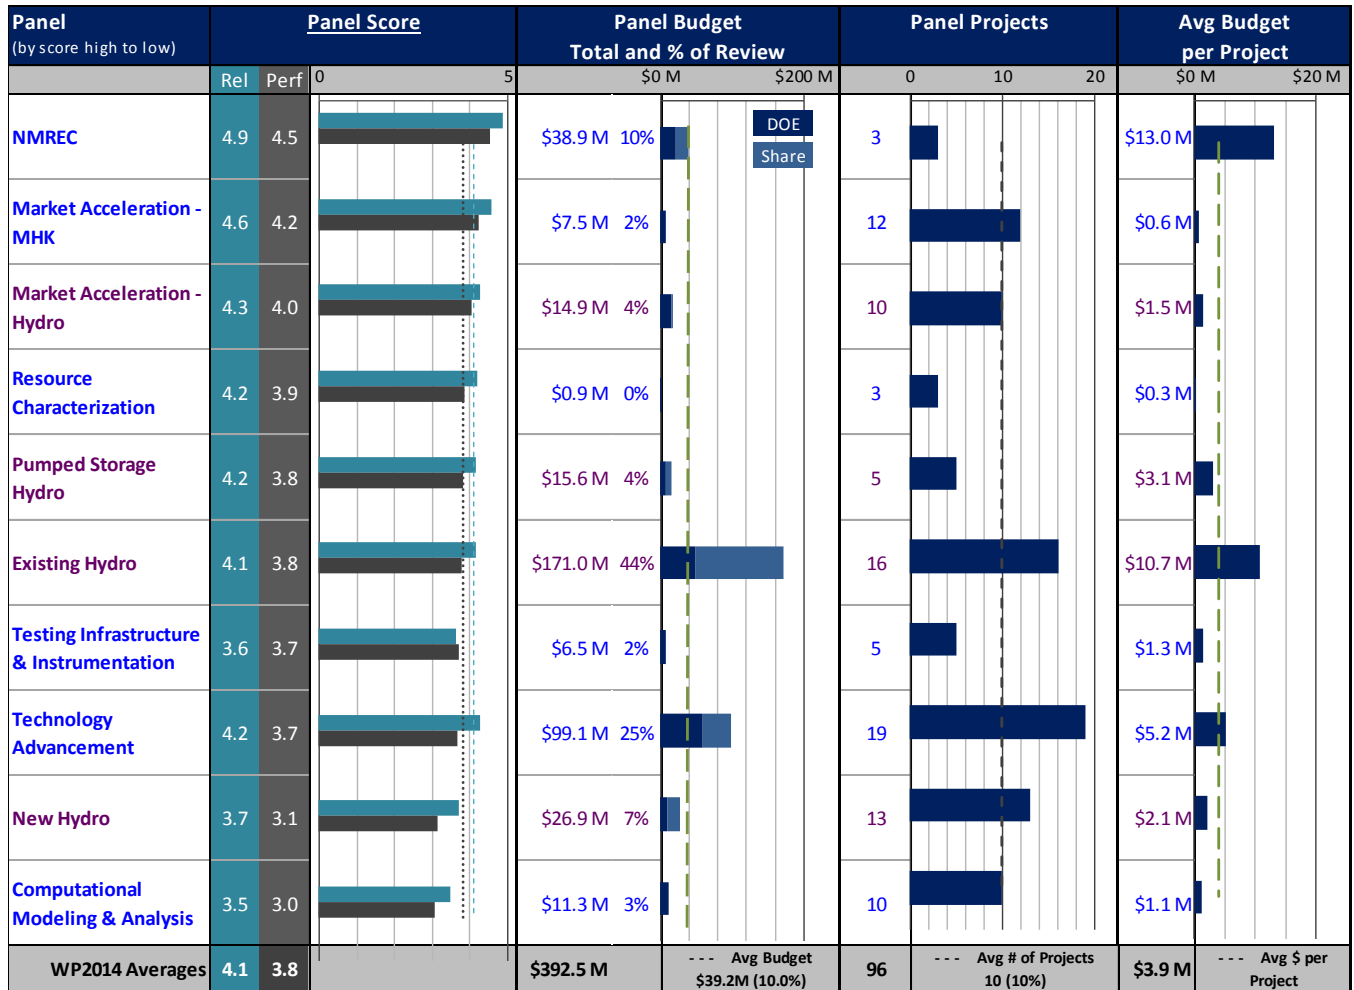 Panel Panel Score Panel Budget Panel Projects Avg Budget
(by score high to low) Total and % of Review per Project
Rel Perf 0 5 $0 M $200 M 0 10 20 $0 M $20 M
DOE
Share
NMREC 4.9 4.5 $38.9 M 10% 3 $13.0 M
Market Acceleration -
MHK 4.6 4.2 $7.5 M 2% 12 $0.6 M
Market Acceleration -
Hydro 4.3 4.0 $14.9 M 4% 10 $1.5 M
Resource
Characterization 4.2 3.9 $0.9 M 0% 3 $0.3 M
Pumped Storage
Hydro 4.2 3.8 $15.6 M 4% 5 $3.1 M
Existing Hydro 4.1 3.8 $171.0 M 44% 16 $10.7 M
Testing Infrastructure
& Instrumentation 3.6 3.7 $6.5 M 2% 5 $1.3 M
Technology
Advancement 4.2 3.7 $99.1 M 25% 19 $5.2 M
New Hydro 3.7 3.1 $26.9 M 7% 13 $2.1 M
Computational
Modeling & Analysis 3.5 3.0 $11.3 M 3% 10 $1.1 M
WP2014 Averages 4.1 3.8 $392.5 M --- Avg Budget 96 --- Avg # of Projects $3.9 M --- Avg $ per
$39.2M (10.0%) 10 (10%) Project